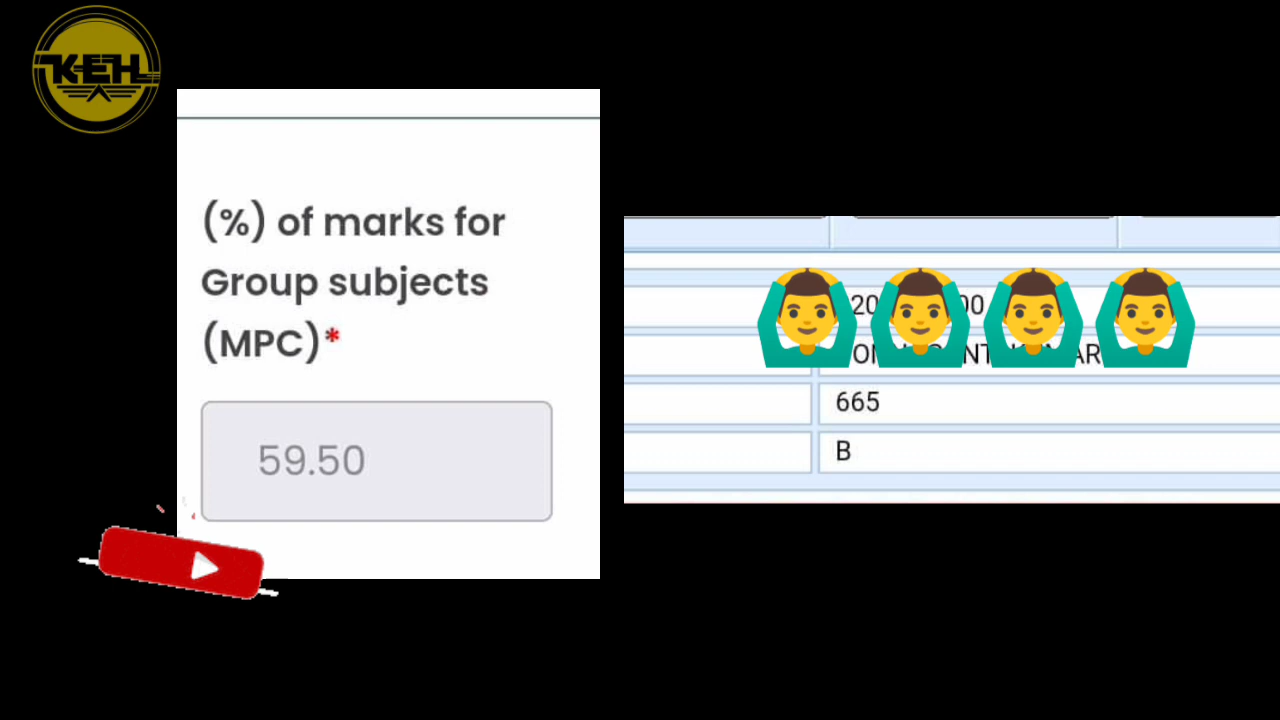 KEH
(%) of marks for
Group subjects
(MPC)*
59.50
665
B